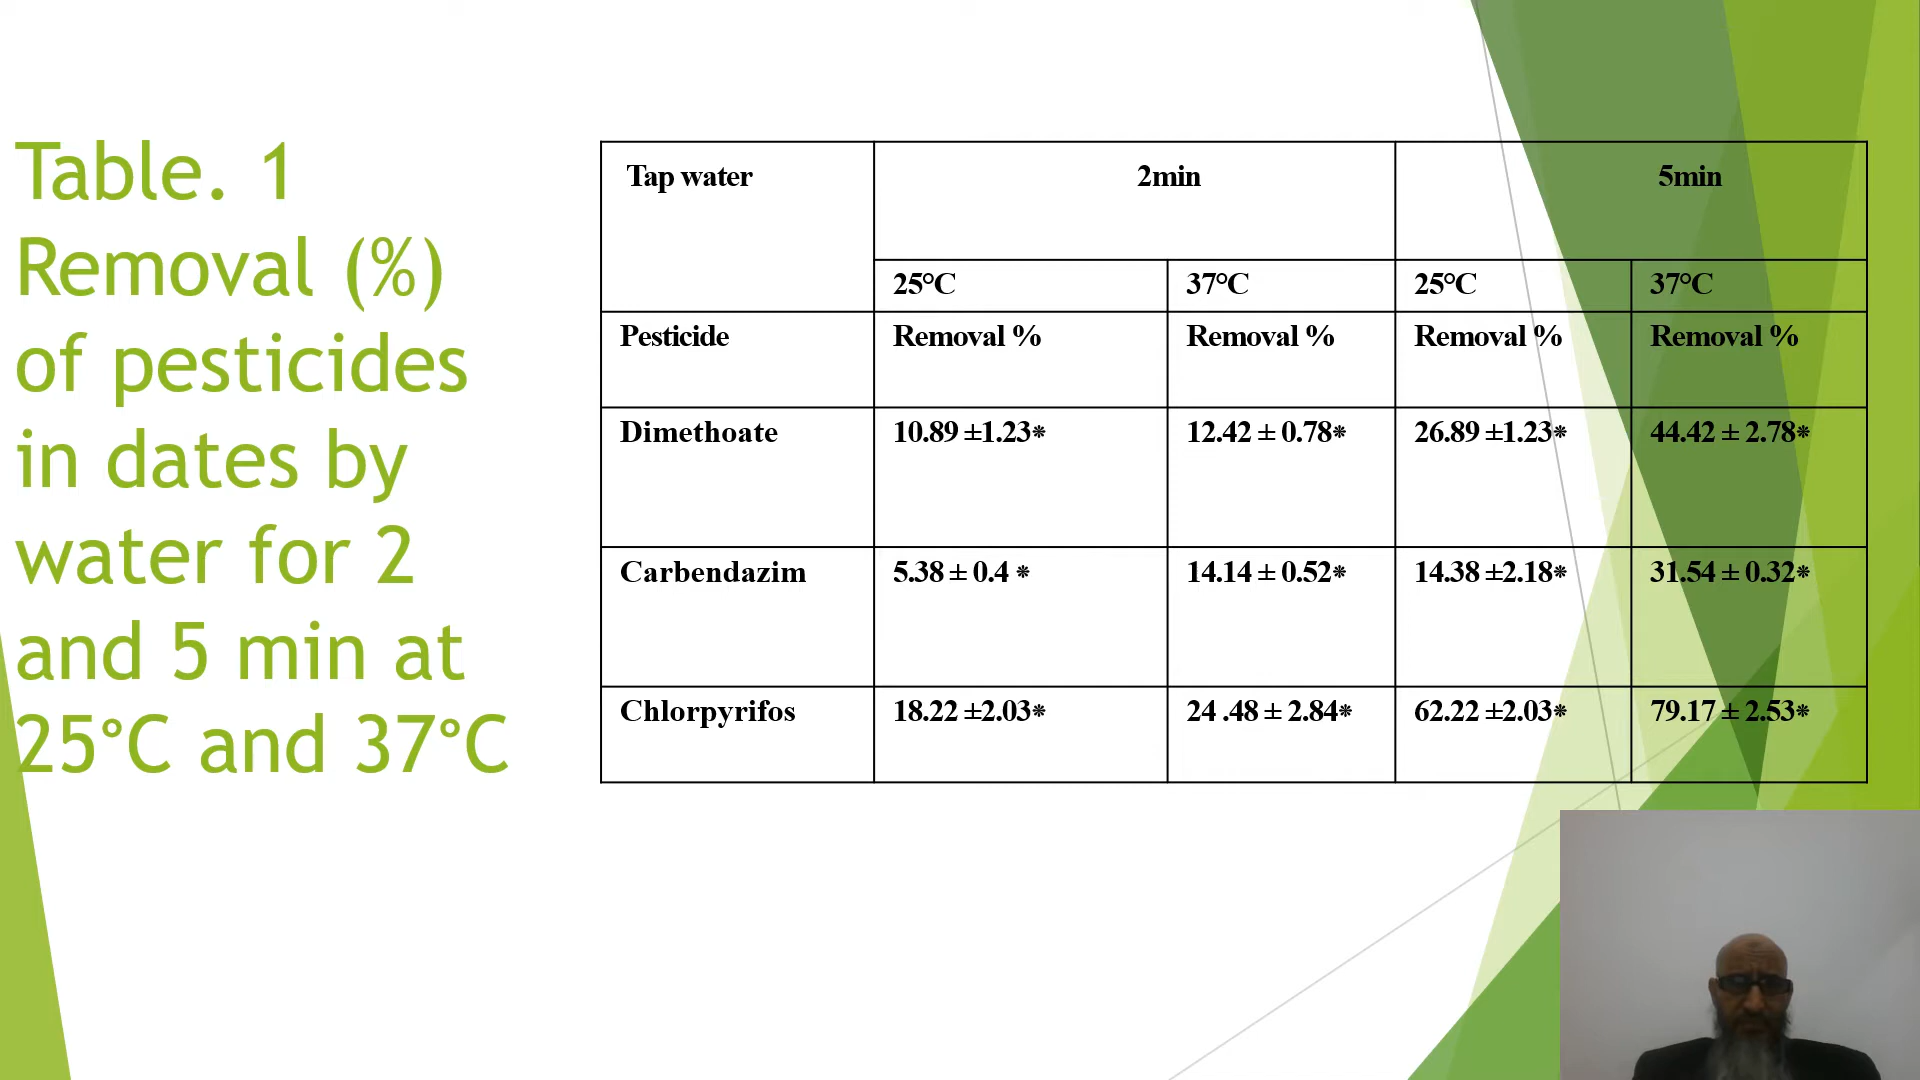 Table. 1
Removal (%)
of pesticides
in dates by
water for 2
and 5 min at
25°C and 37°C
Tap water 2min 5min
25°C 37°C 25°C 37°C
Pesticide Removal % Removal % Removal % Removal %
Dimethoate 10.89 ±1.23* 12.42 ± 0.78* 26.89 ±1.23* 44.42 ± 2.78*
Carbendazim 5.38 ± 0.4 * 14.14 ± 0.52* 14.38 ±2.18* 31.54 ± 0.32*
Chlorpyrifos 18.22 ±2.03* 24 .48 ± 2.84* 62.22 ±2.03* 79.17 ± 2.53*